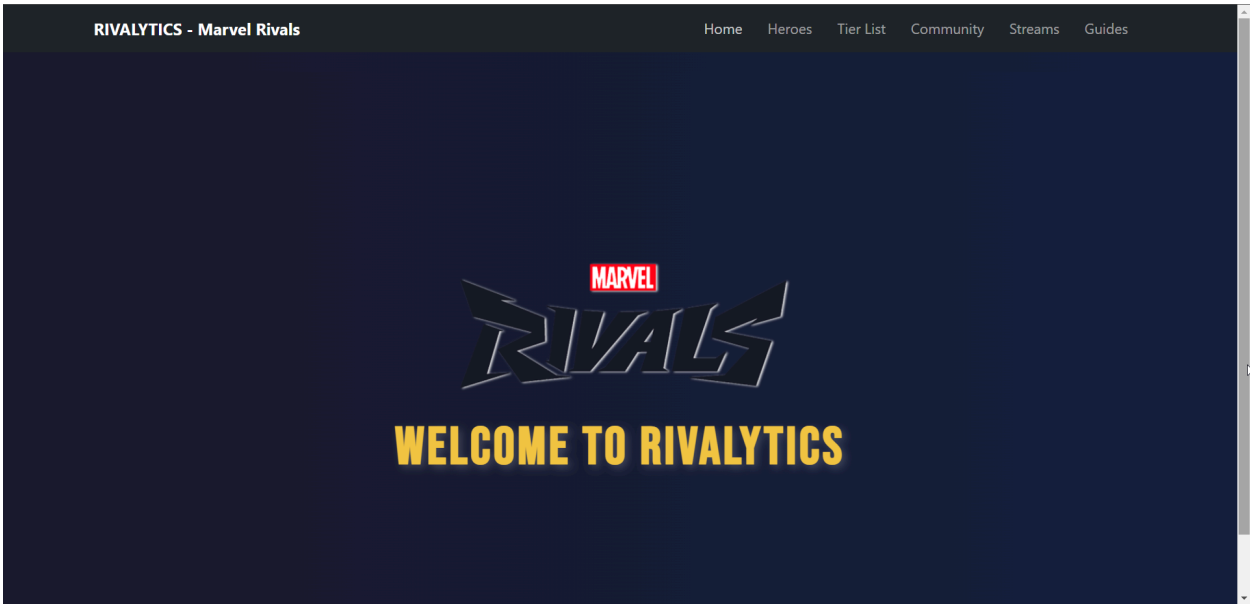 RIVALYTICS - Marvel Rivals
Home Heroes Tier List Community Streams Guides
MARVEL
RIVALS
WELCOME TO RIVALYTICS